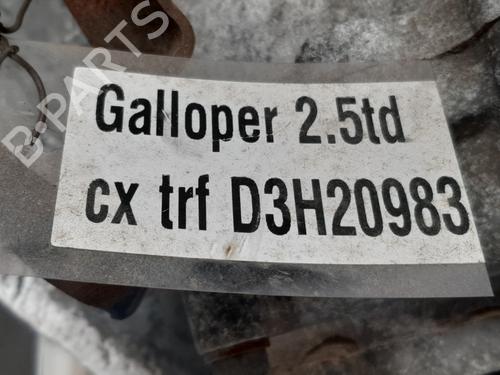 B-PARTS
Galloper 2.5td
cx trf D3H20983